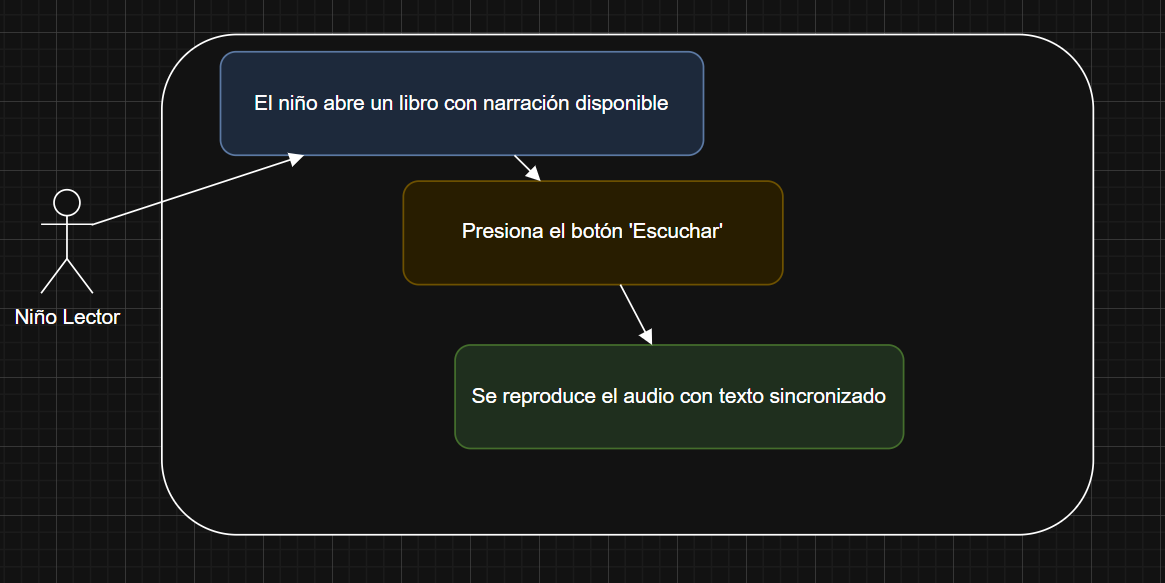 El niño abre un libro con narración disponible
Presiona el botón 'Escuchar'
Niño Lector
Se reproduce el audio con texto sincronizado